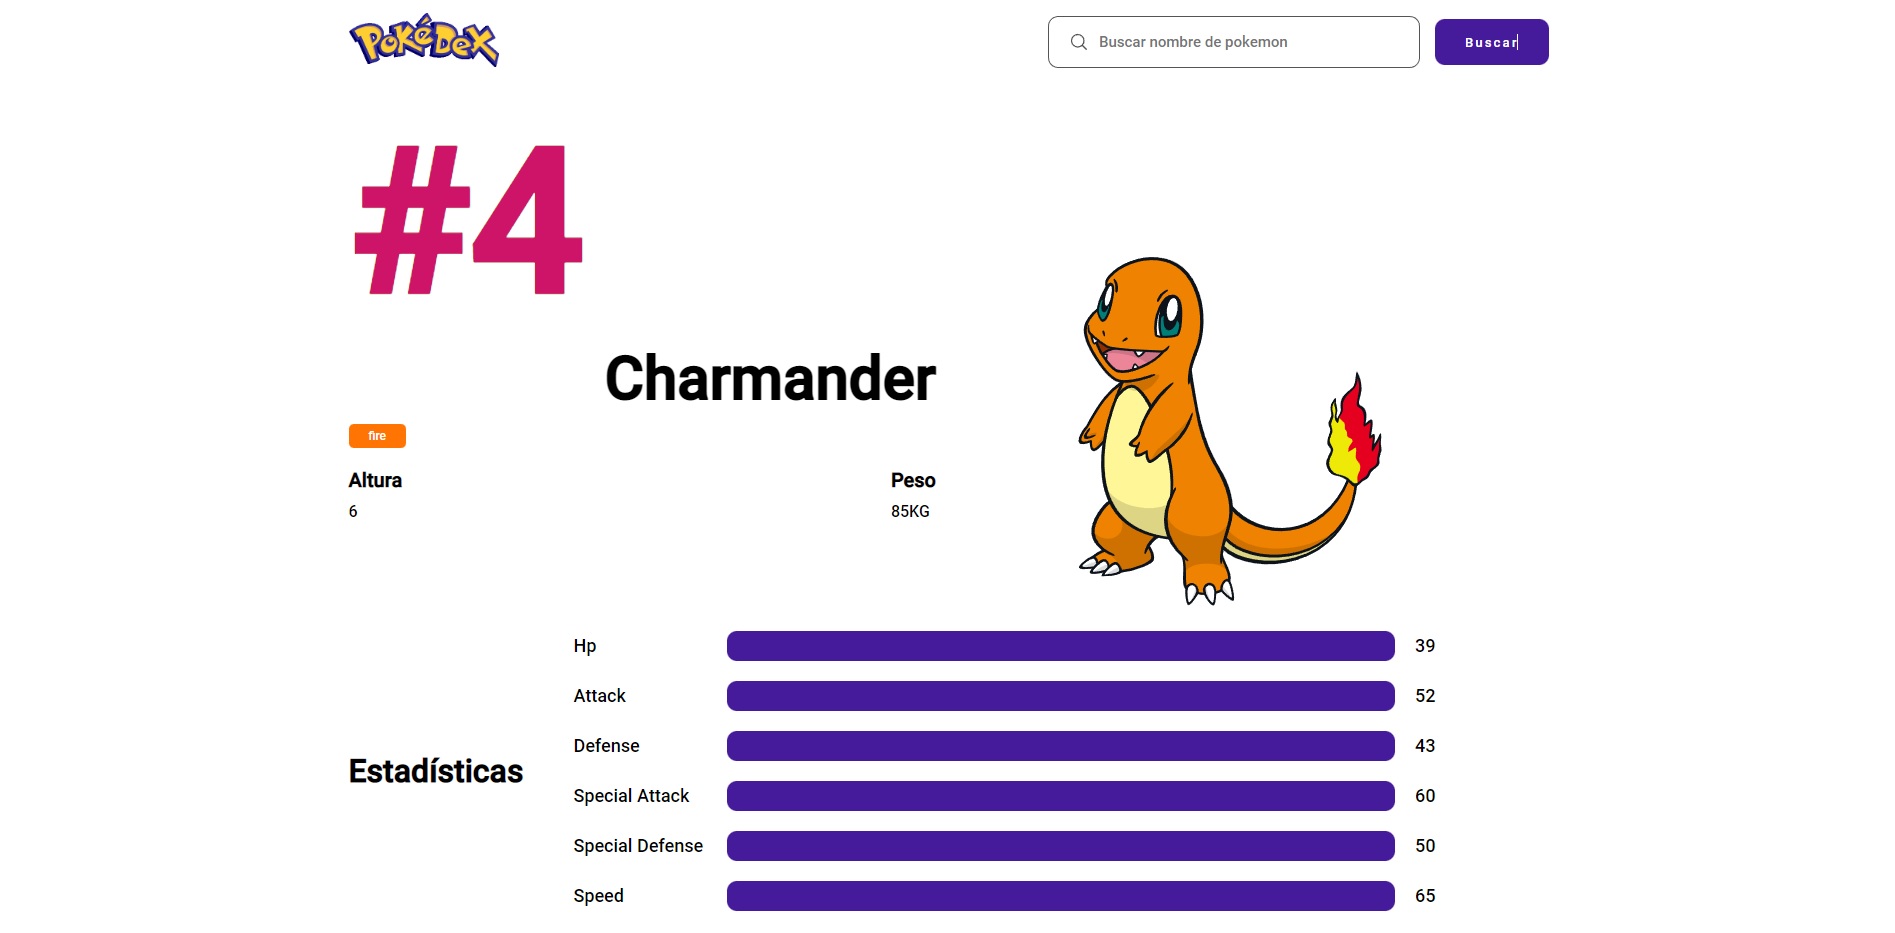 PokéDex
Buscar nombre de pokemon
Buscar
#4
Charmander
fire
Altura
6
Peso
85KG
Estadísticas
Hp
39
Attack
52
Defense
43
Special Attack
60
Special Defense
50
Speed
65